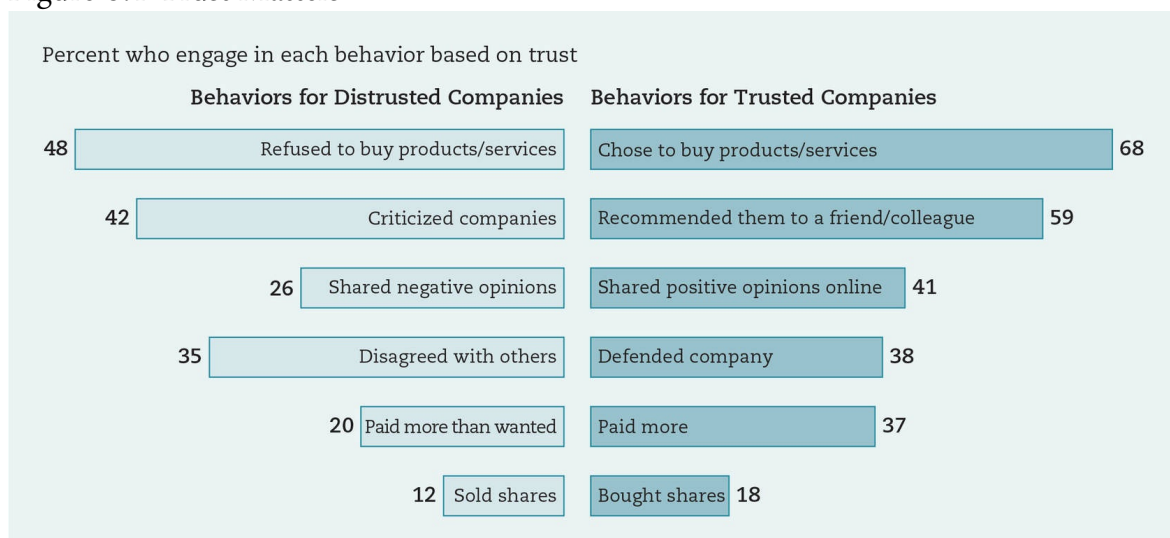 Percent who engage in each behavior based on trust
Behaviors for Distrusted Companies Behaviors for Trusted Companies
48 Refused to buy products/services Chose to buy products/services 68
42 Criticized companies Recommended them to a friend/colleague 59
26 Shared negative opinions Shared positive opinions online 41
35 Disagreed with others Defended company 38
20 Paid more than wanted Paid more 37
12 Sold shares Bought shares 18